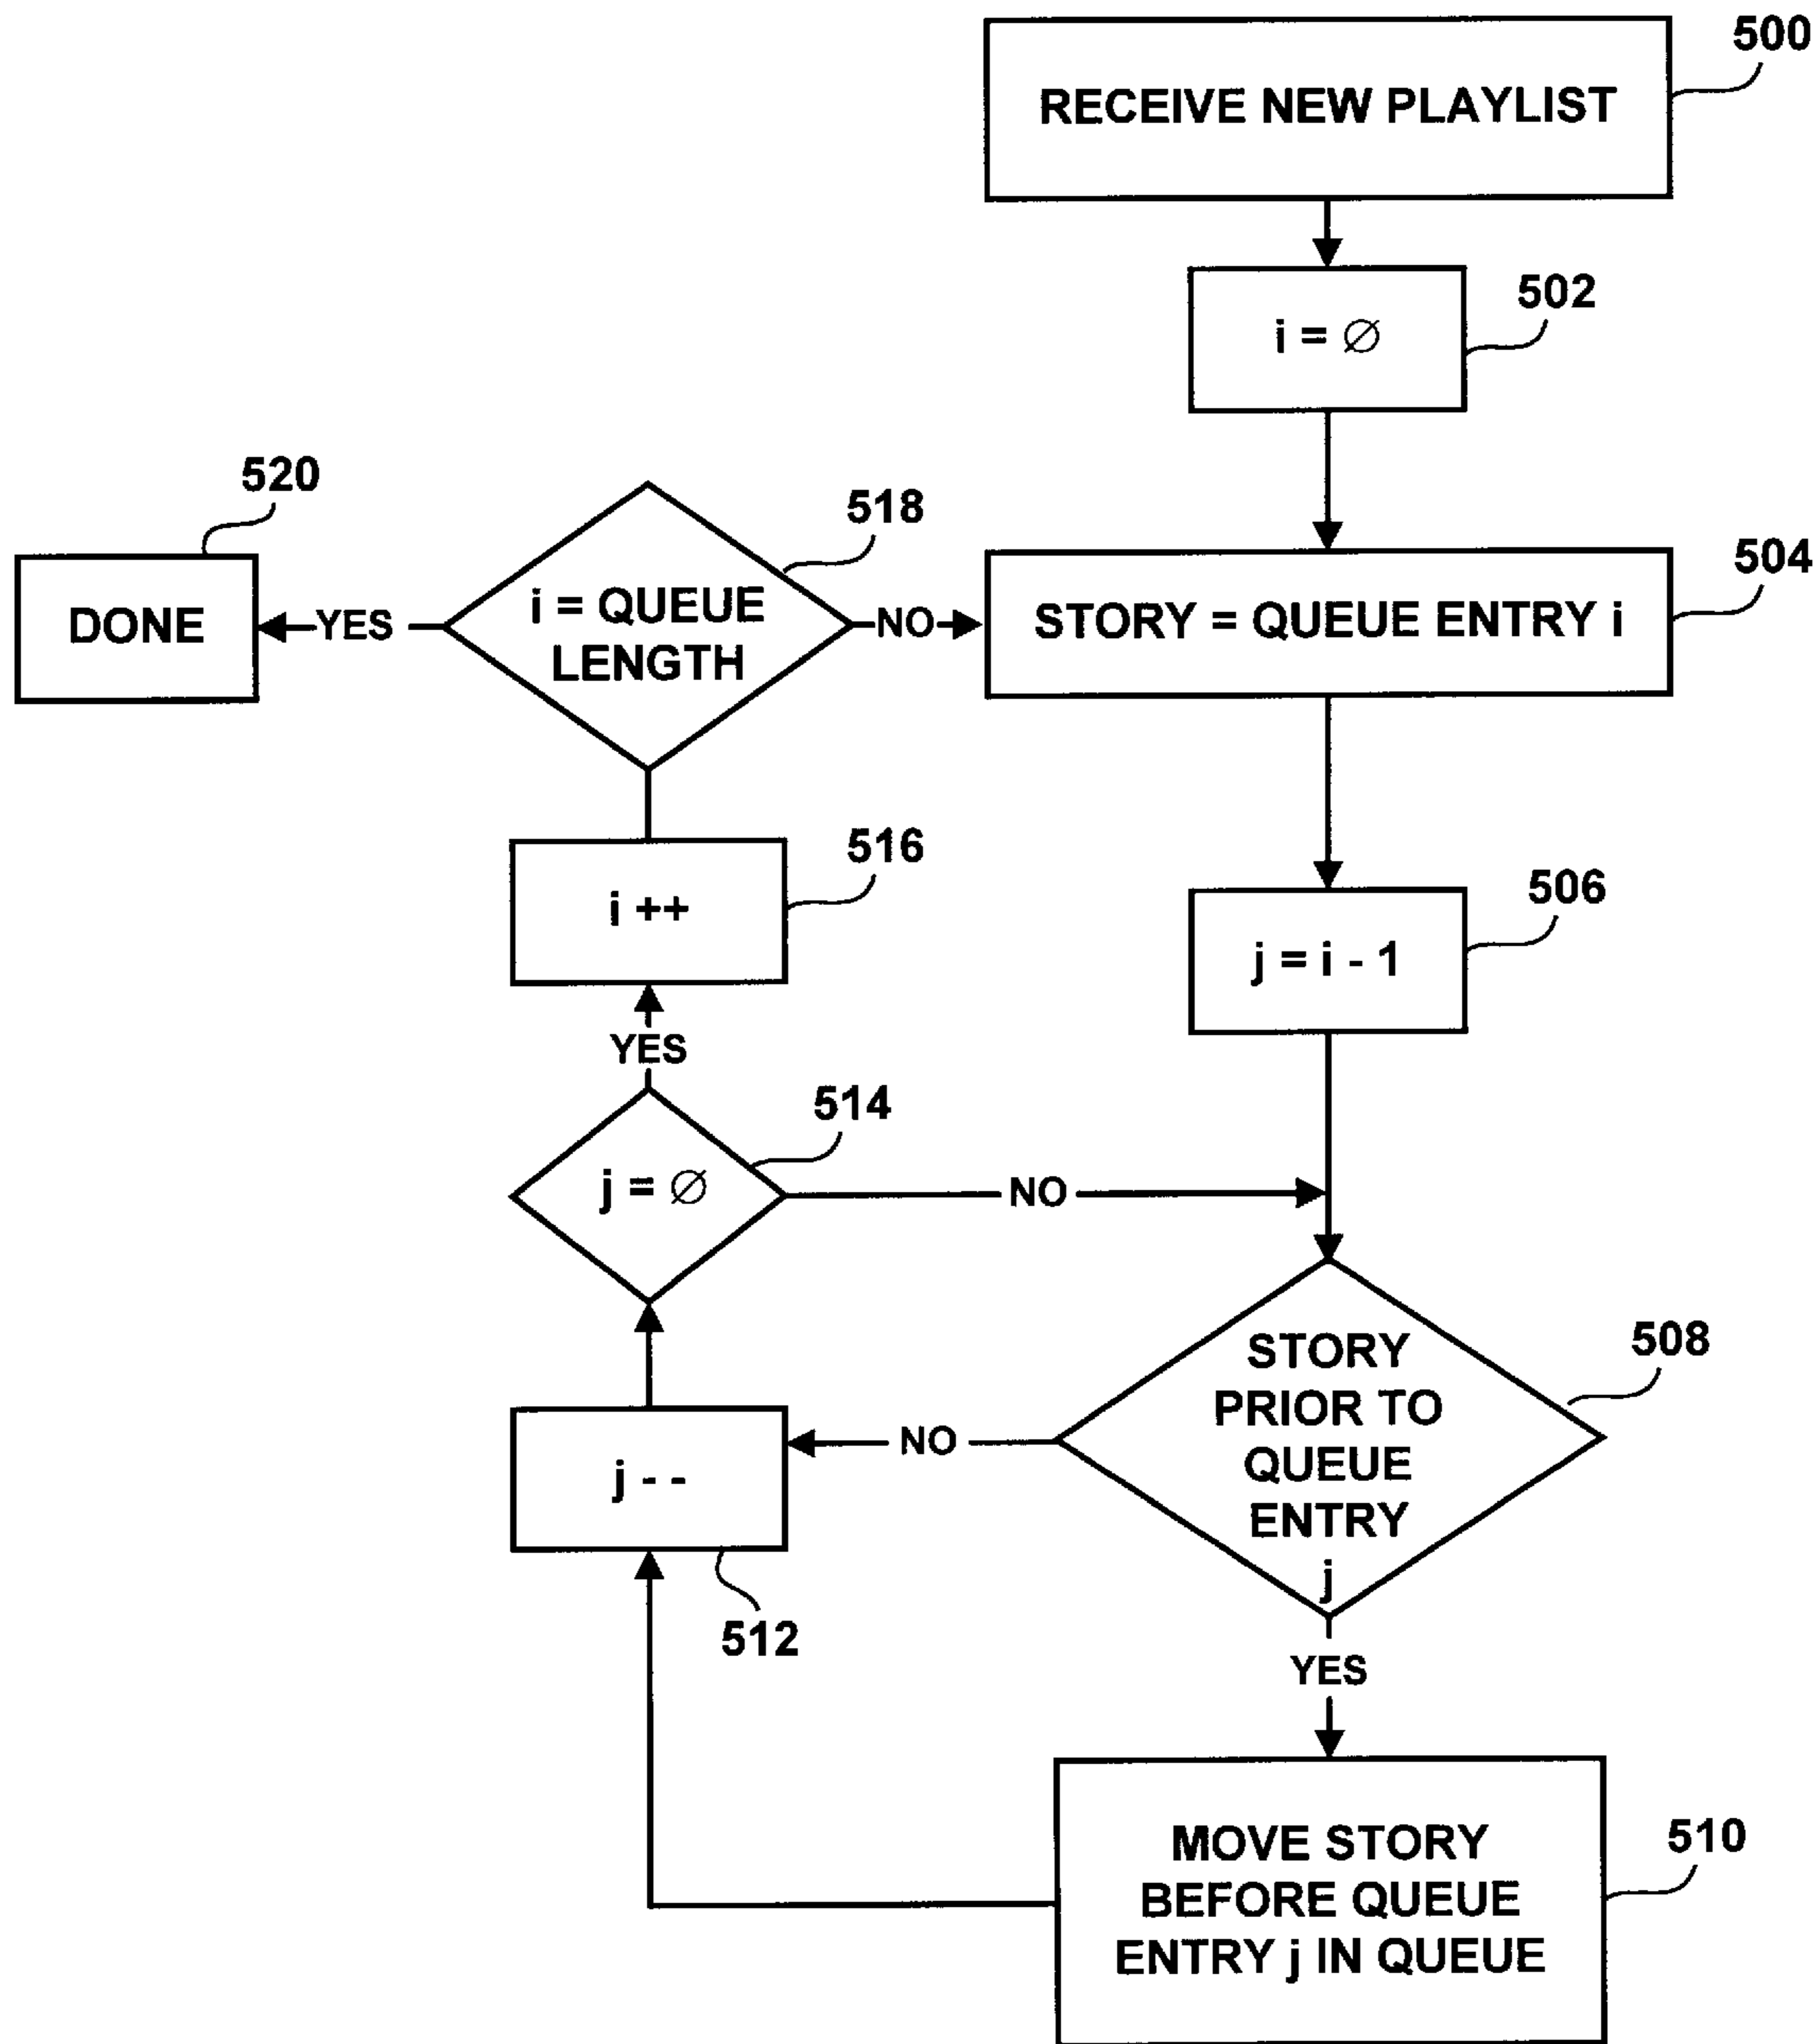 500
RECEIVE NEW PLAYLIST
502
i = ∅
520
518
504
DONE
YES
i = QUEUE
LENGTH
NO
STORY = QUEUE ENTRY i
516
506
i ++
j = i - 1
YES
514
j = ∅
NO
508
STORY
PRIOR TO
QUEUE
ENTRY
j
NO
j - -
512
YES
510
MOVE STORY
BEFORE QUEUE
ENTRY j IN QUEUE